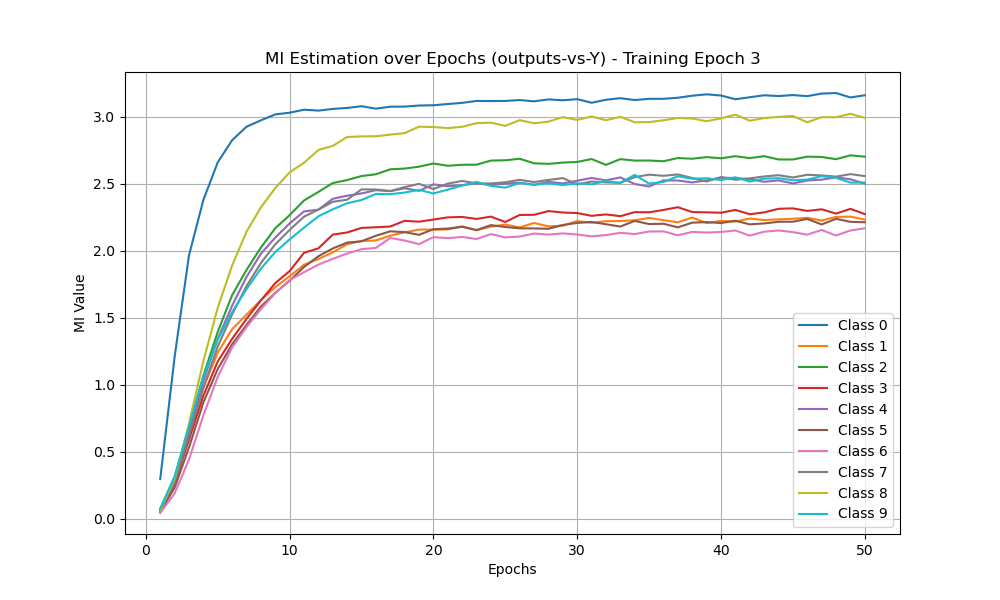 MI Estimation over Epochs (outputs-vs-Y) - Training Epoch 3
MI Value
3.0
2.5
2.0
1.5
1.0
0.5
0.0
0
10
20
30
40
50
Epochs
Class 0
Class 1
Class 2
Class 3
Class 4
Class 5
Class 6
Class 7
Class 8
Class 9